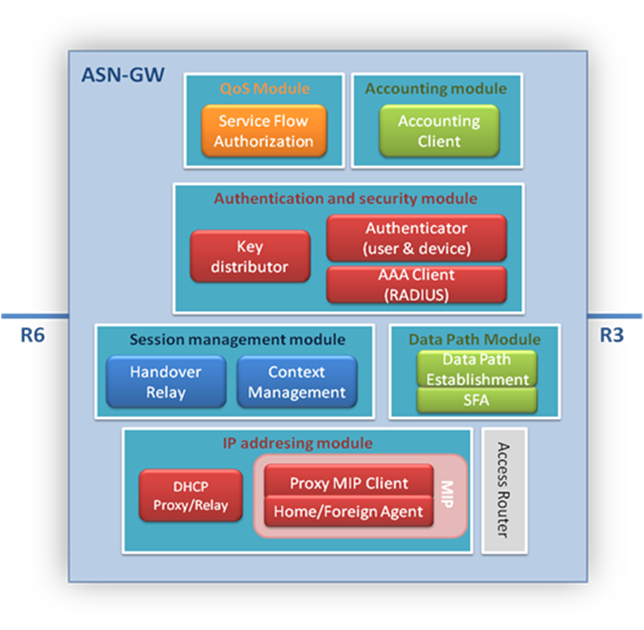 ASN-GW
QoS Module
Service Flow
Authorization
Accounting module
Accounting
Client
Authentication and security module
Key
distributor
Authenticator
(user & device)
AAA Client
(RADIUS)
R6
R3
Session management module
Handover
Relay
Context
Management
Data Path Module
Data Path
Establishment
SFA
IP addresing module
DHCP
Proxy/Relay
Proxy MIP Client
Home/Foreign Agent
MIP
Access Router